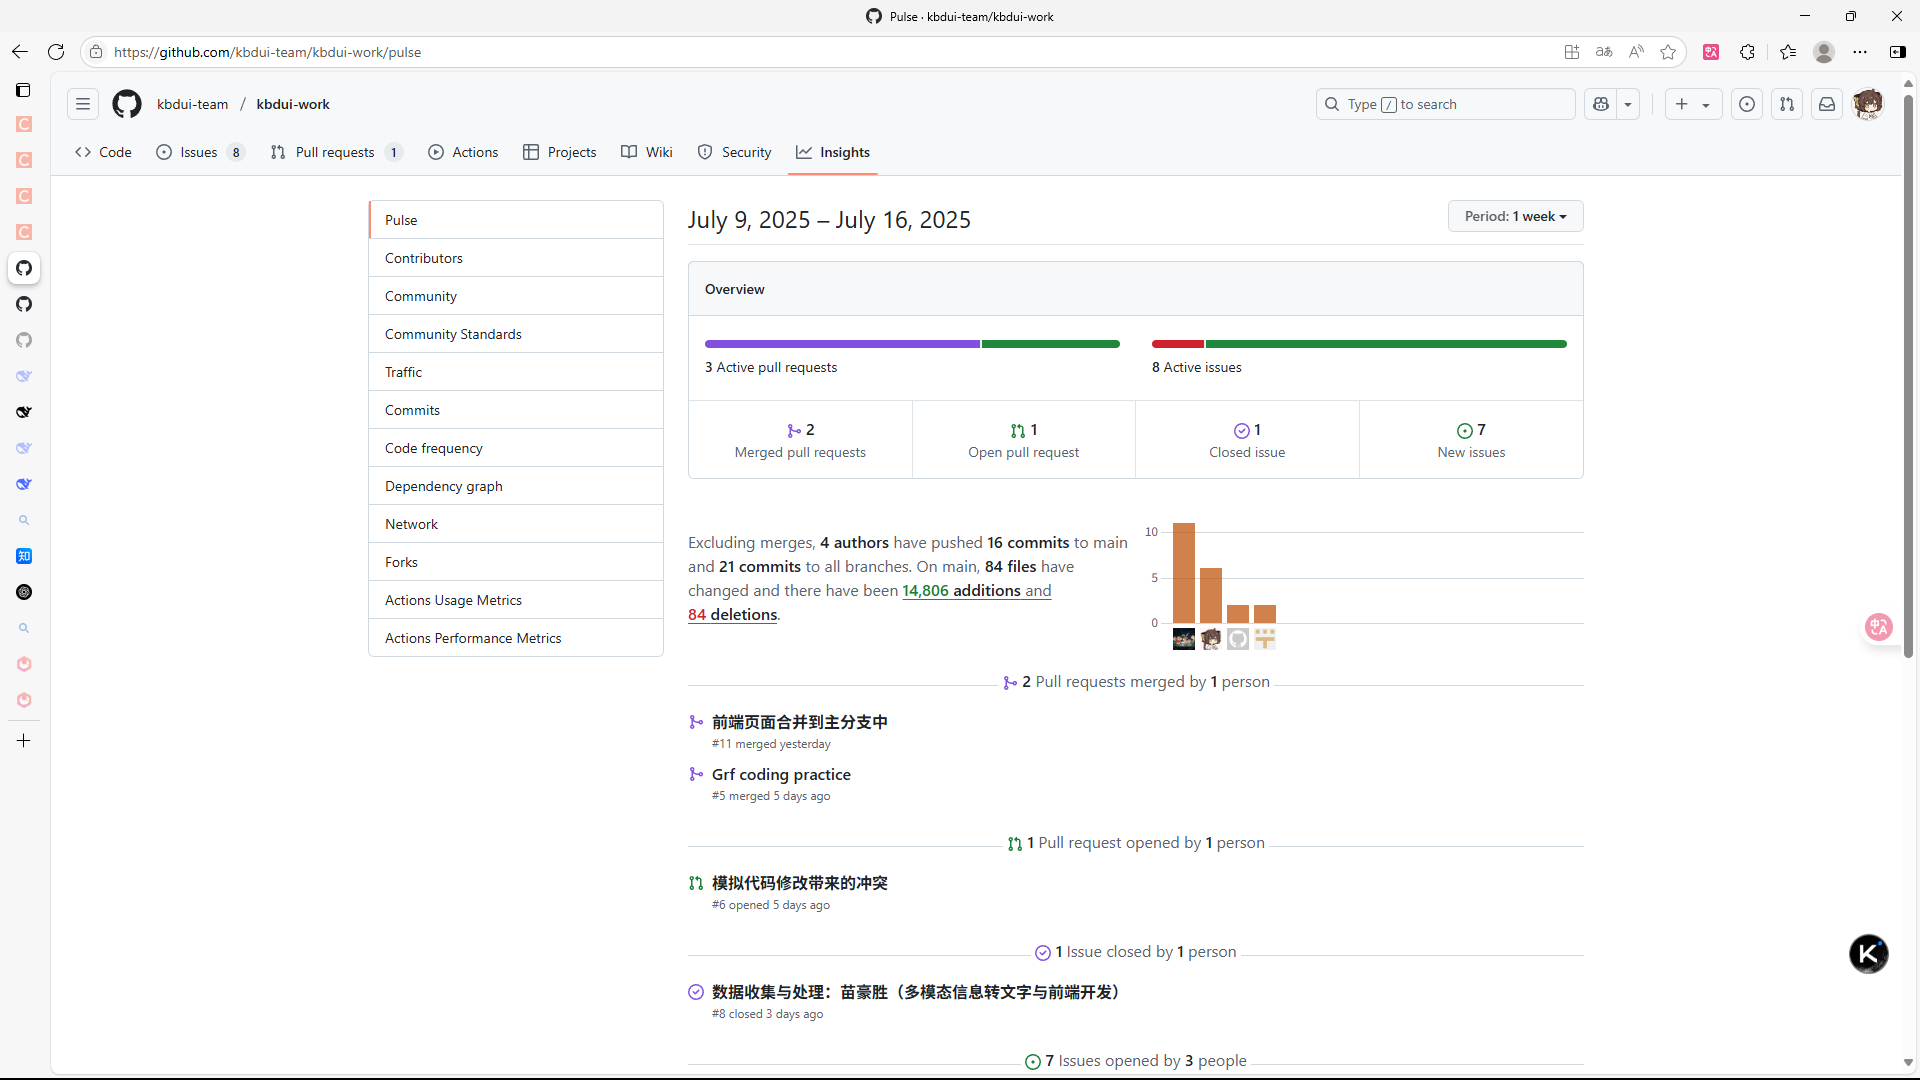 Pulse · kbdui-team/kbdui-work
https://github.com/kbdui-team/kbdui-work/pulse
kbdui-team / kbdui-work
Type / to search
Code
Issues 8
Pull requests 1
Actions
Projects
Wiki
Security
Insights
Pulse
Contributors
Community
Community Standards
Traffic
Commits
Code frequency
Dependency graph
Network
Forks
Actions Usage Metrics
Actions Performance Metrics
July 9, 2025 – July 16, 2025
Period: 1 week
Overview
3 Active pull requests
8 Active issues
2
Merged pull requests
1
Open pull request
1
Closed issue
7
New issues
Excluding merges, 4 authors have pushed 16 commits to main
and 21 commits to all branches. On main, 84 files have
changed and there have been 14,806 additions and
84 deletions.
10
5
0
2 Pull requests merged by 1 person
前端页面合并到主分支中
#11 merged yesterday
Grf coding practice
#5 merged 5 days ago
1 Pull request opened by 1 person
模拟代码修改带来的冲突
#6 opened 5 days ago
1 Issue closed by 1 person
数据收集与处理：苗豪胜（多模态信息转文字与前端开发）
#8 closed 3 days ago
7 Issues opened by 3 people